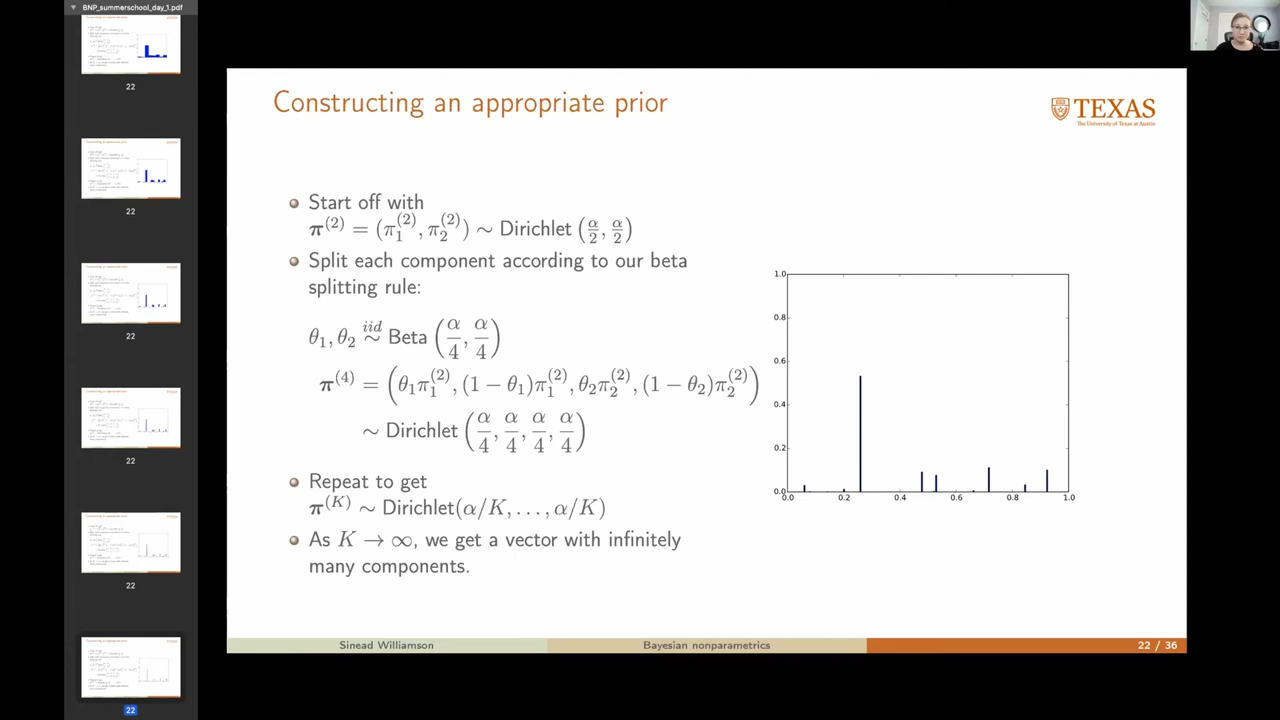 BNP_summerschool_day_1.pdf
22
22
22
22
22
22
Constructing an appropriate prior
TEXAS
The University of Texas at Austin
Start off with
π^(2) = (π_1^(2), π_2^(2)) ∼ Dirichlet (α/2, α/2)
Split each component according to our beta
splitting rule:
θ_1, θ_2 iid∼ Beta (α/4, α/4)
π^(4) = (θ_1π_1^(2), (1 − θ_1)π_1^(2), θ_2π_2^(2), (1 − θ_2)π_2^(2))
∼ Dirichlet (α/4, α/4, α/4, α/4)
Repeat to get
π^(K) ∼ Dirichlet(α/K, . . . , α/K)
As K → ∞, we get a vector with infinitely
many components.
1.0
0.8
0.6
0.4
0.2
0.0
0.0 0.2 0.4 0.6 0.8 1.0
Sinead Williamson Bayesian nonparametrics 22 / 36